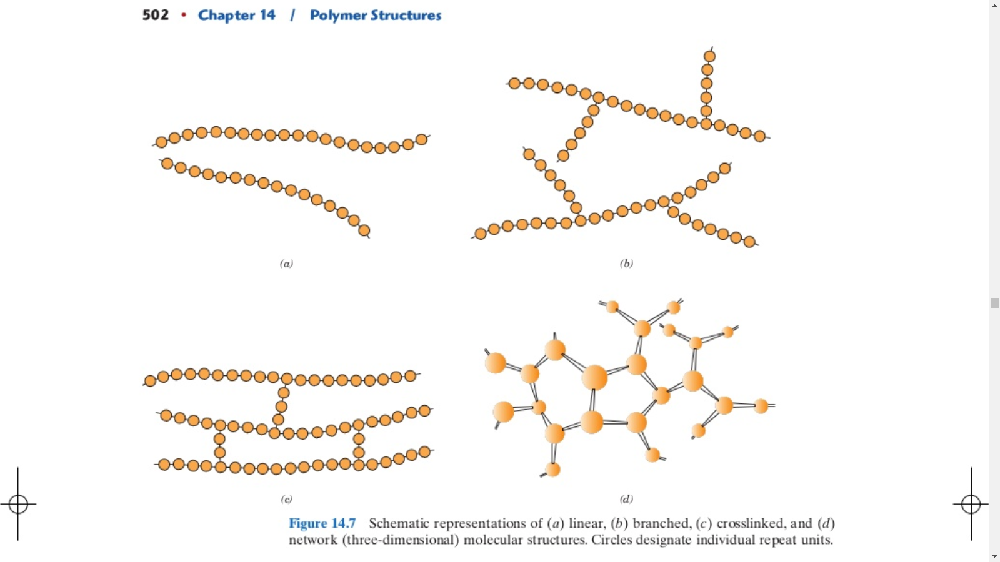 502 • Chapter 14 / Polymer Structures
(a)
(b)
(c)
(d)
Figure 14.7 Schematic representations of (a) linear, (b) branched, (c) crosslinked, and (d)
network (three-dimensional) molecular structures. Circles designate individual repeat units.